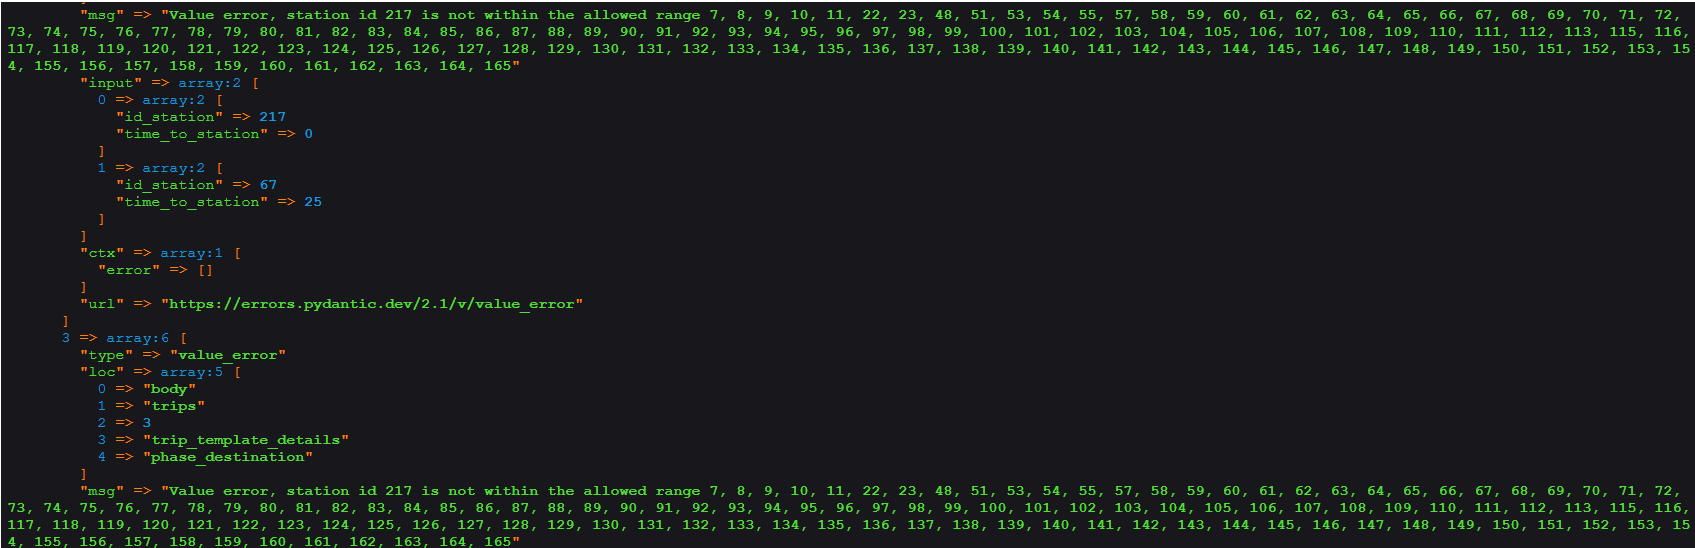 "msg" => "Value error, station id 217 is not within the allowed range 7, 8, 9, 10, 11, 22, 23, 48, 51, 53, 54, 55, 57, 58, 59, 60, 61, 62, 63, 64, 65, 66, 67, 68, 69, 70, 71, 72,
73, 74, 75, 76, 77, 78, 79, 80, 81, 82, 83, 84, 85, 86, 87, 88, 89, 90, 91, 92, 93, 94, 95, 96, 97, 98, 99, 100, 101, 102, 103, 104, 105, 106, 107, 108, 109, 110, 111, 112, 113, 115, 116,
117, 118, 119, 120, 121, 122, 123, 124, 125, 126, 127, 128, 129, 130, 131, 132, 133, 134, 135, 136, 137, 138, 139, 140, 141, 142, 143, 144, 145, 146, 147, 148, 149, 150, 151, 152, 153, 15
4, 155, 156, 157, 158, 159, 160, 161, 162, 163, 164, 165"
"input" => array:2 [
0 => array:2 [
"id_station" => 217
"time_to_station" => 0
]
1 => array:2 [
"id_station" => 67
"time_to_station" => 25
]
]
"ctx" => array:1 [
"error" => []
]
"url" => "https://errors.pydantic.dev/2.1/v/value_error"
]
3 => array:6 [
"type" => "value_error"
"loc" => array:5 [
0 => "body"
1 => "trips"
2 => 3
3 => "trip_template_details"
4 => "phase_destination"
]
"msg" => "Value error, station id 217 is not within the allowed range 7, 8, 9, 10, 11, 22, 23, 48, 51, 53, 54, 55, 57, 58, 59, 60, 61, 62, 63, 64, 65, 66, 67, 68, 69, 70, 71, 72,
73, 74, 75, 76, 77, 78, 79, 80, 81, 82, 83, 84, 85, 86, 87, 88, 89, 90, 91, 92, 93, 94, 95, 96, 97, 98, 99, 100, 101, 102, 103, 104, 105, 106, 107, 108, 109, 110, 111, 112, 113, 115, 116,
117, 118, 119, 120, 121, 122, 123, 124, 125, 126, 127, 128, 129, 130, 131, 132, 133, 134, 135, 136, 137, 138, 139, 140, 141, 142, 143, 144, 145, 146, 147, 148, 149, 150, 151, 152, 153, 15
4, 155, 156, 157, 158, 159, 160, 161, 162, 163, 164, 165"